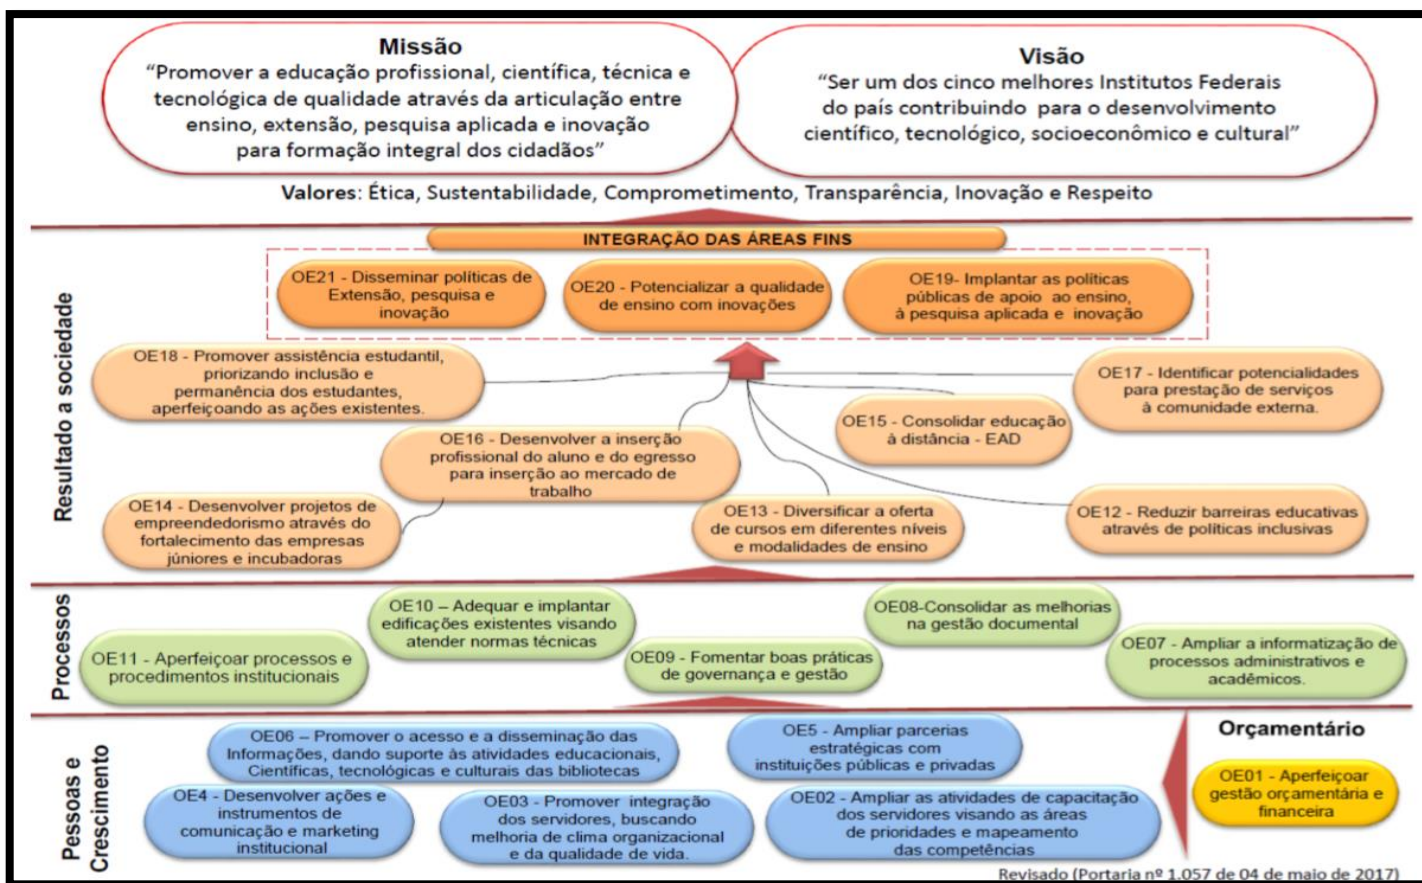 Missão
“Promover a educação profissional, científica, técnica e
tecnológica de qualidade através da articulação entre
ensino, extensão, pesquisa aplicada e inovação
para formação integral dos cidadãos”
Visão
“Ser um dos cinco melhores Institutos Federais
do país contribuindo para o desenvolvimento
científico, tecnológico, socioeconômico e cultural”
Valores: Ética, Sustentabilidade, Comprometimento, Transparência, Inovação e Respeito
Resultado a sociedade
INTEGRAÇÃO DAS ÁREAS FINS
OE21 - Disseminar políticas de
Extensão, pesquisa e
inovação
OE20 - Potencializar a qualidade
de ensino com inovações
OE19- Implantar as políticas
públicas de apoio ao ensino,
à pesquisa aplicada e inovação
OE18 - Promover assistência estudantil,
priorizando inclusão e
permanência dos estudantes,
aperfeiçoando as ações existentes.
OE17 - Identificar potencialidades
para prestação de serviços
à comunidade externa.
OE16 - Desenvolver a inserção
profissional do aluno e do egresso
para inserção ao mercado de
trabalho
OE15 - Consolidar educação
à distância - EAD
OE14 - Desenvolver projetos de
empreendedorismo através do
fortalecimento das empresas
júniores e incubadoras
OE13 - Diversificar a oferta
de cursos em diferentes níveis
e modalidades de ensino
OE12 - Reduzir barreiras educativas
através de políticas inclusivas
Processos
OE11 - Aperfeiçoar processos e
procedimentos institucionais
OE10 – Adequar e implantar
edificações existentes visando
atender normas técnicas
OE09 - Fomentar boas práticas
de governança e gestão
OE08-Consolidar as melhorias
na gestão documental
OE07 - Ampliar a informatização de
processos administrativos e
acadêmicos.
Pessoas e
Crescimento
OE06 – Promover o acesso e a disseminação das
Informações, dando suporte às atividades educacionais,
Científicas, tecnológicas e culturais das bibliotecas
OE5 - Ampliar parcerias
estratégicas com
instituições públicas e privadas
OE4 - Desenvolver ações e
instrumentos de
comunicação e marketing
institucional
OE03 - Promover integração
dos servidores, buscando
melhoria de clima organizacional
e da qualidade de vida.
OE02 - Ampliar as atividades de capacitação
dos servidores visando as áreas
de prioridades e mapeamento
das competências
Orçamentário
OE01 - Aperfeiçoar
gestão orçamentária e
financeira
Revisado (Portaria nº 1.057 de 04 de maio de 2017)